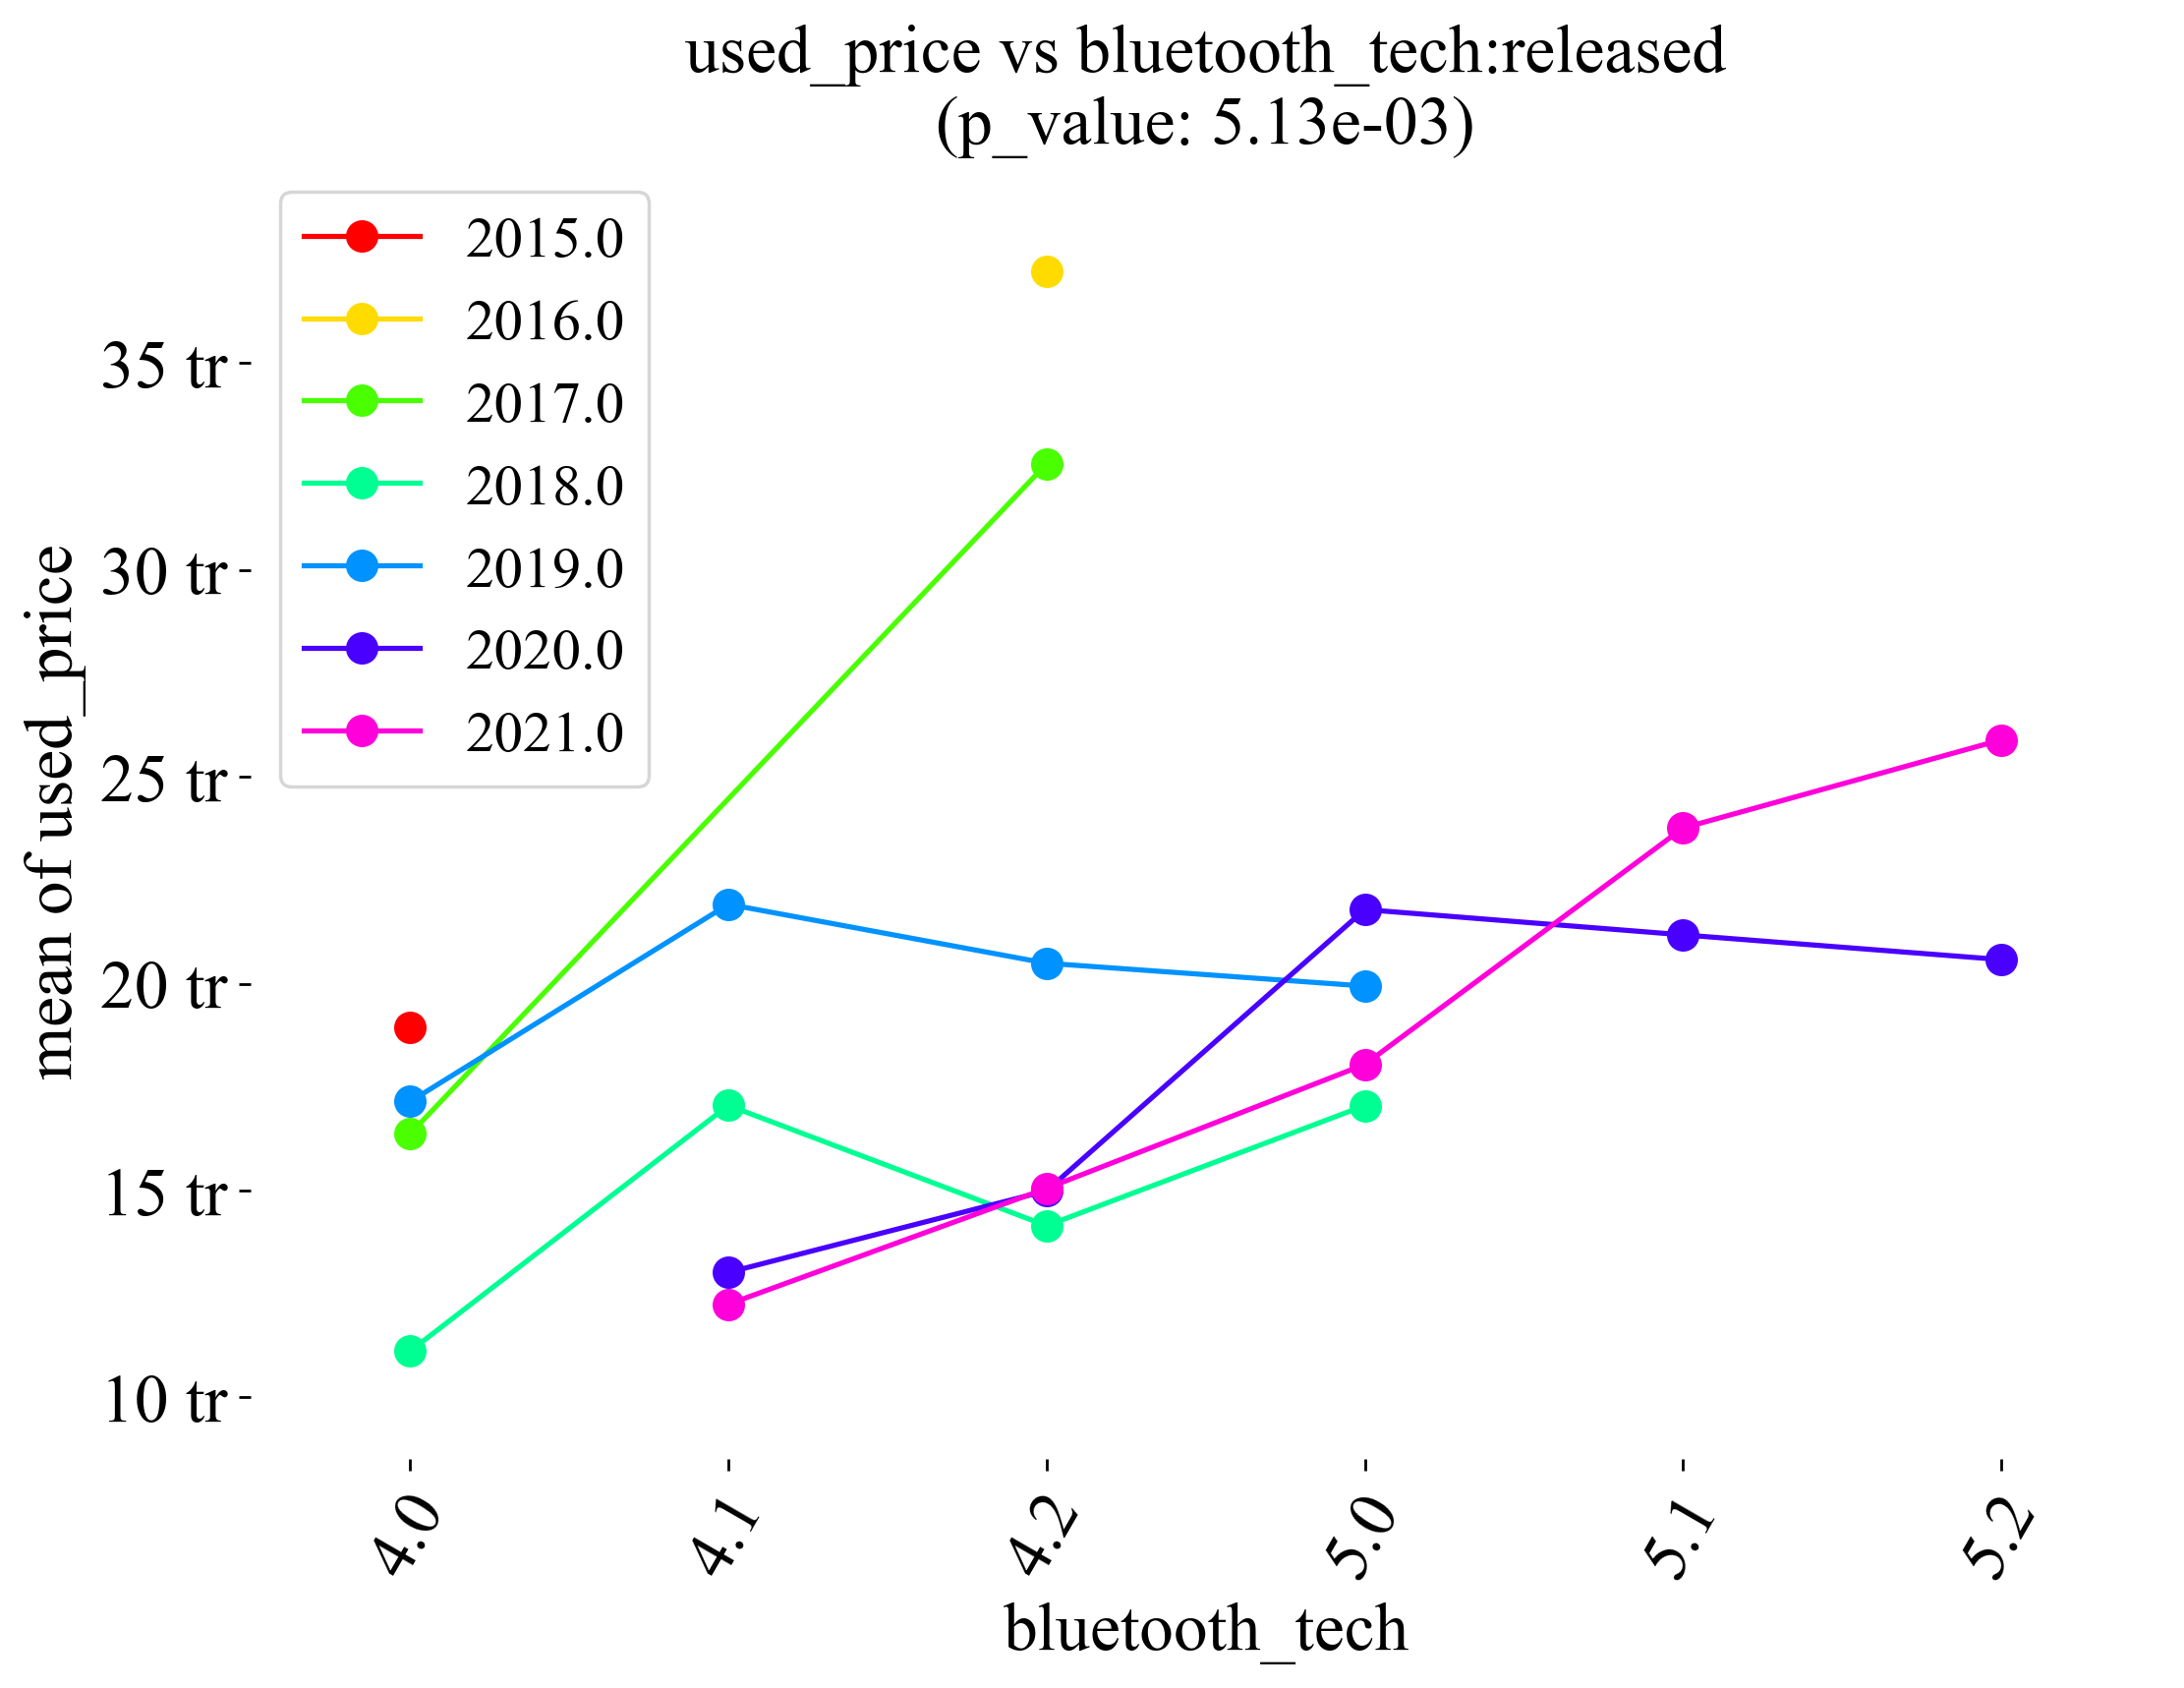 used_price vs bluetooth_tech:released
(p_value: 5.13e-03)
2015.0
2016.0
2017.0
2018.0
2019.0
2020.0
2021.0
mean of used_price
35 tr
30 tr
25 tr
20 tr
15 tr
10 tr
4.0
4.1
4.2
5.0
5.1
5.2
bluetooth_tech